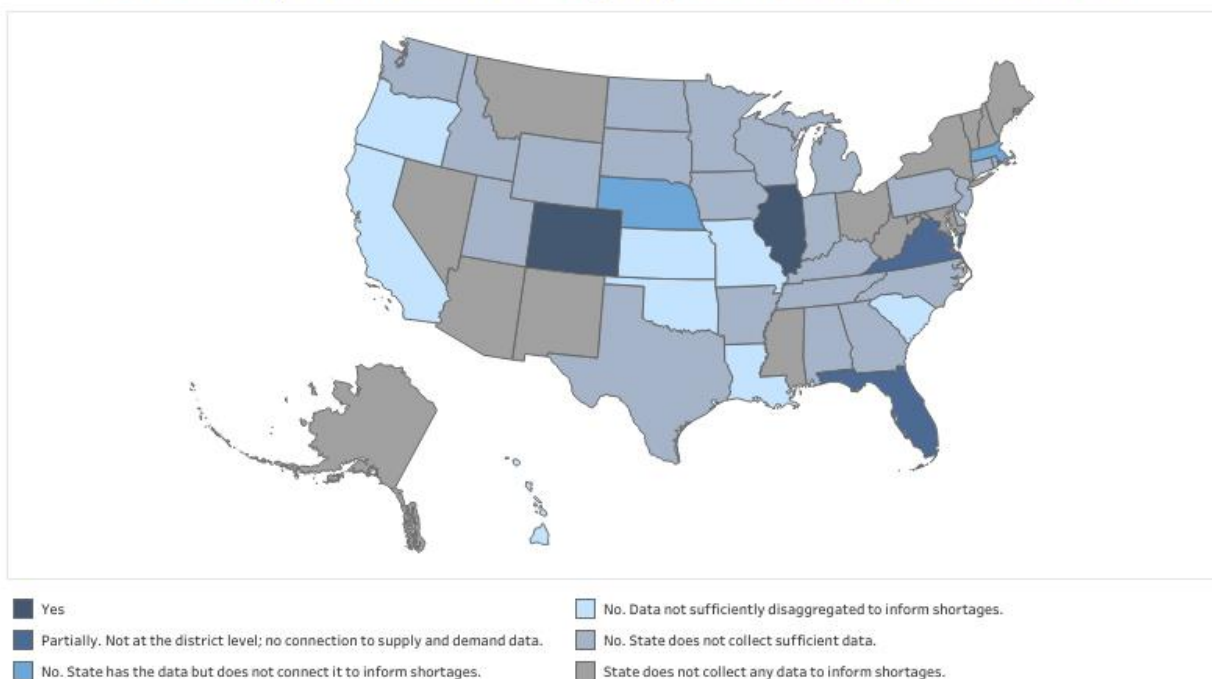 Yes
Partially. Not at the district level; no connection to supply and demand data.
No. State has the data but does not connect it to inform shortages.
No. Data not sufficiently disaggregated to inform shortages.
No. State does not collect sufficient data.
State does not collect any data to inform shortages.